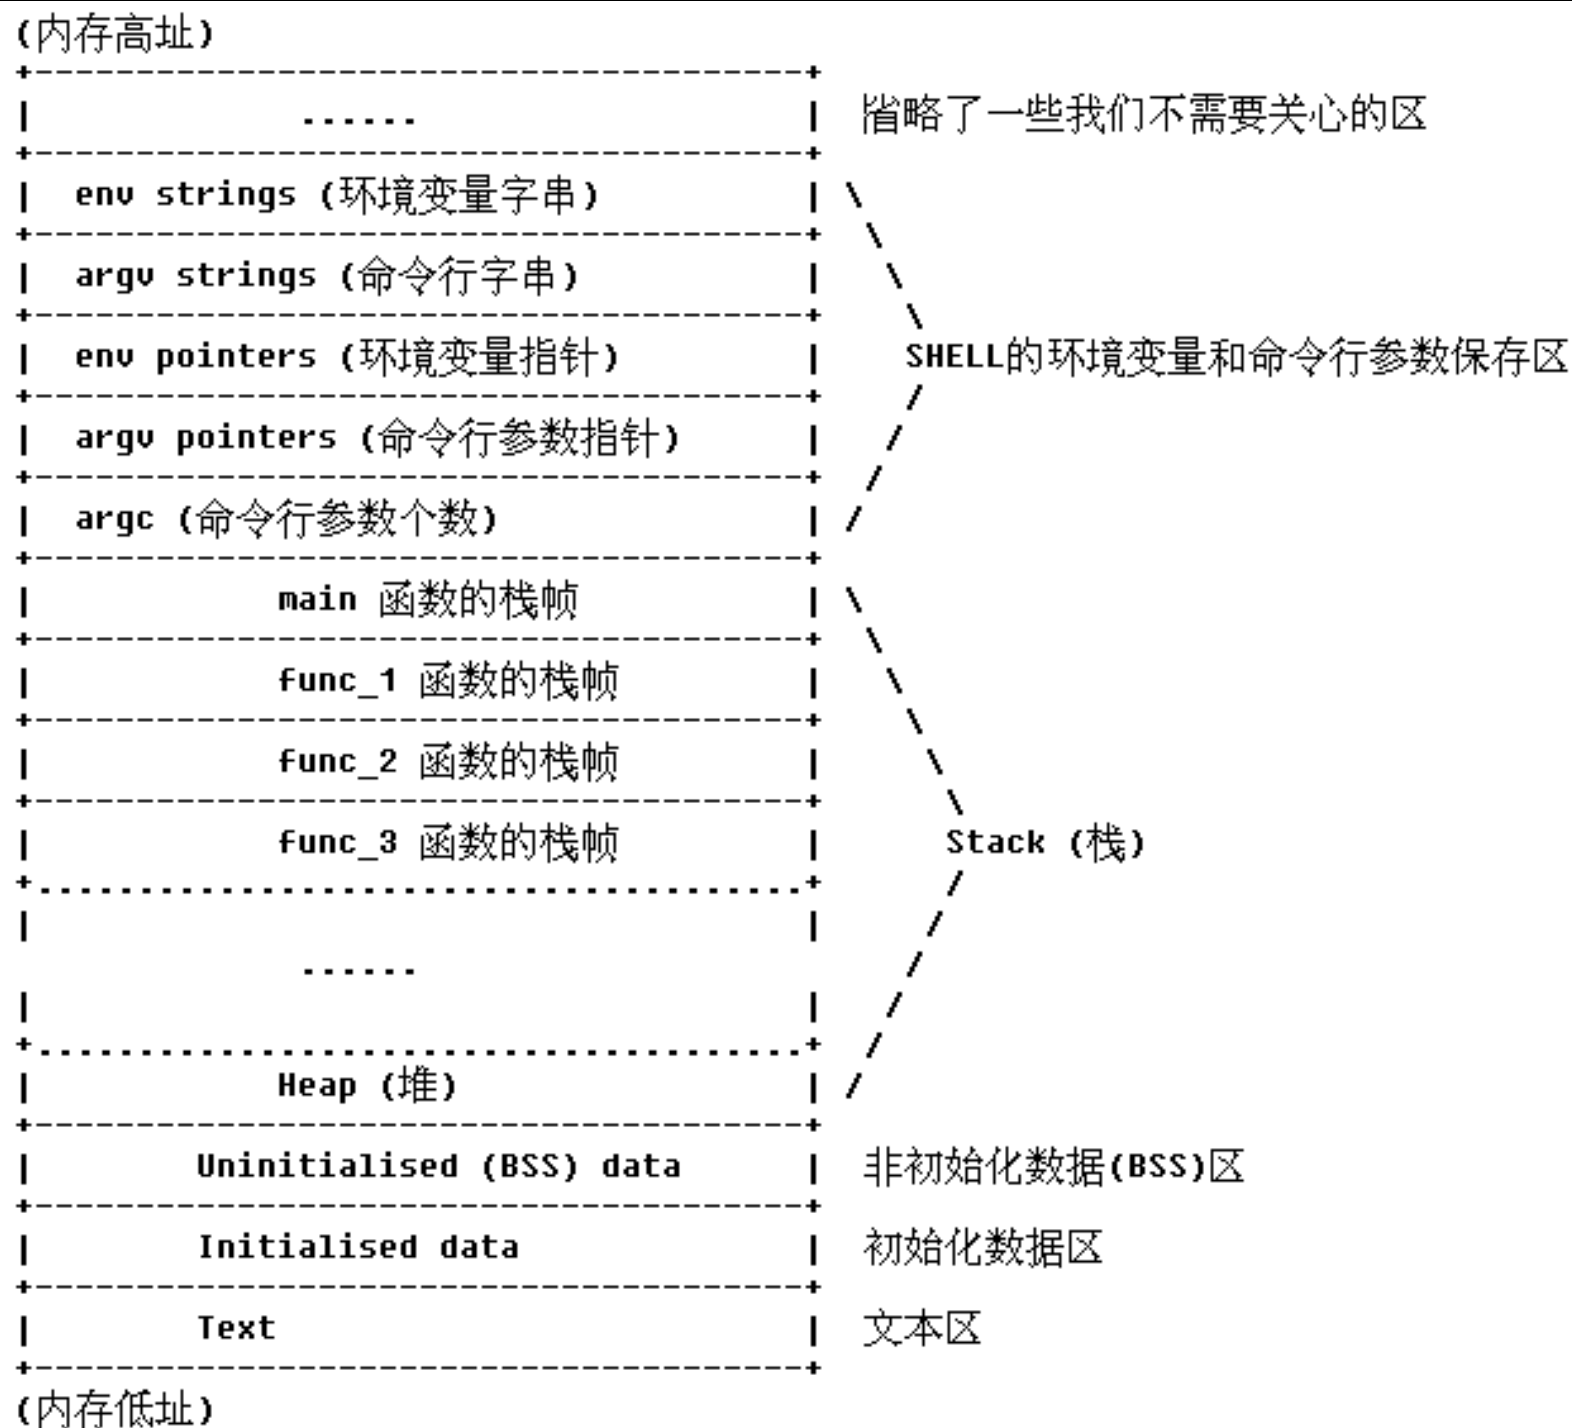 (内存高址)
...... 省略了一些我们不需要关心的区
env strings (环境变量字串)
argv strings (命令行字串)
env pointers (环境变量指针) SHELL的环境变量和命令行参数保存区
argv pointers (命令行参数指针)
argc (命令行参数个数)
main 函数的栈帧
func_1 函数的栈帧
func_2 函数的栈帧
func_3 函数的栈帧 Stack (栈)
......
Heap (堆)
Uninitialised (BSS) data 非初始化数据(BSS)区
Initialised data 初始化数据区
Text 文本区
(内存低址)